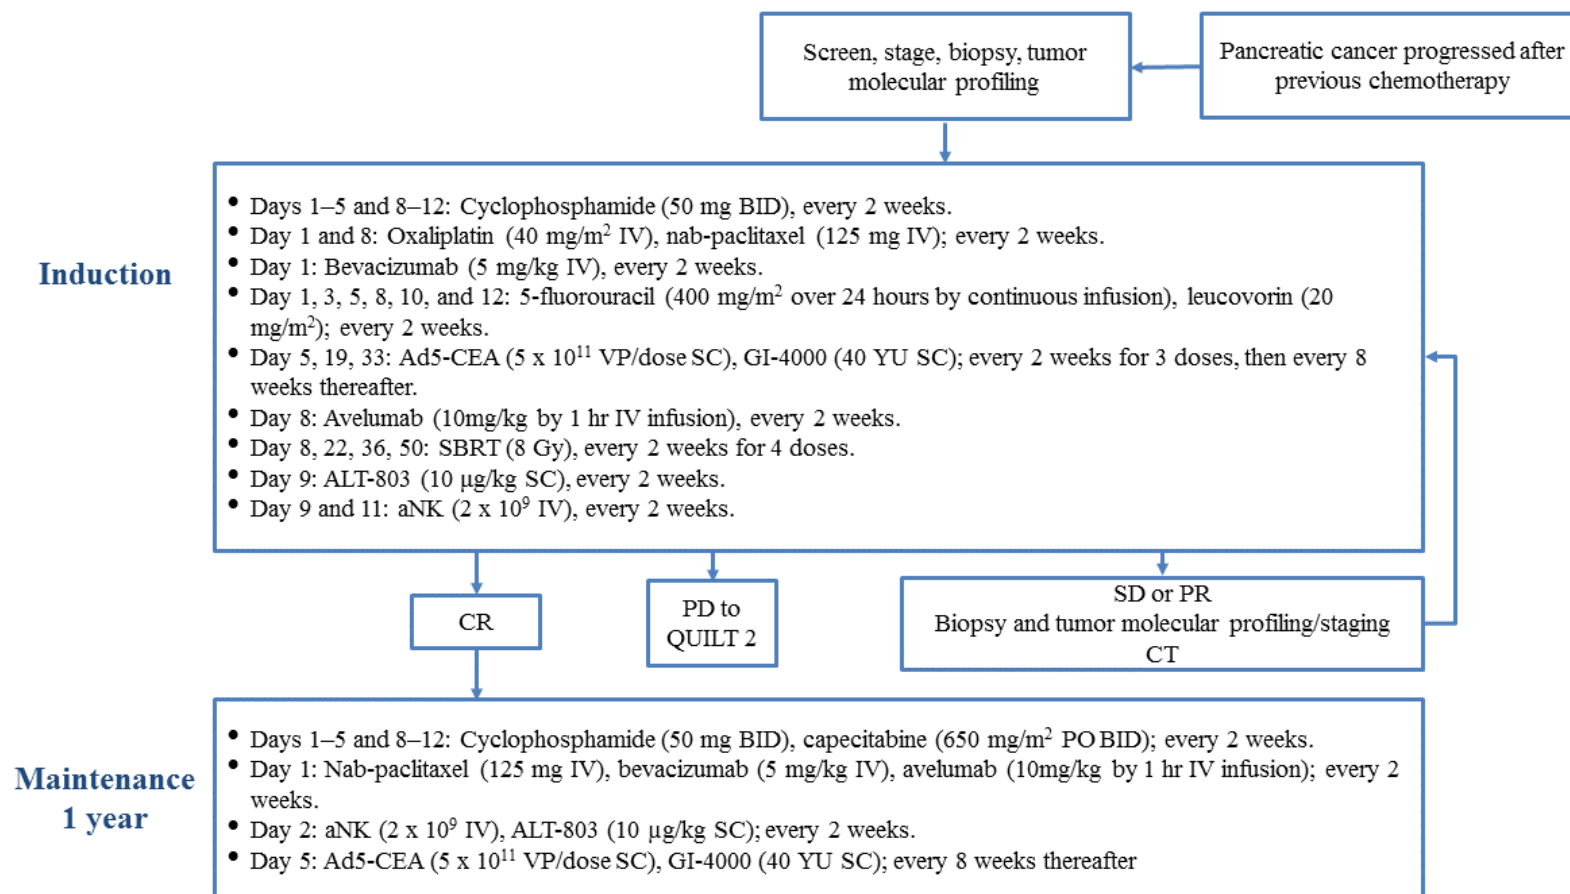 Pancreatic cancer progressed after
previous chemotherapy
Screen, stage, biopsy, tumor
molecular profiling
Induction
• Days 1–5 and 8–12: Cyclophosphamide (50 mg BID), every 2 weeks.
• Day 1 and 8: Oxaliplatin (40 mg/m² IV), nab-paclitaxel (125 mg IV); every 2 weeks.
• Day 1: Bevacizumab (5 mg/kg IV), every 2 weeks.
• Day 1, 3, 5, 8, 10, and 12: 5-fluorouracil (400 mg/m² over 24 hours by continuous infusion), leucovorin (20
mg/m²); every 2 weeks.
• Day 5, 19, 33: Ad5-CEA (5 x 10¹¹ VP/dose SC), GI-4000 (40 YU SC); every 2 weeks for 3 doses, then every 8
weeks thereafter.
• Day 8: Avelumab (10mg/kg by 1 hr IV infusion), every 2 weeks.
• Day 8, 22, 36, 50: SBRT (8 Gy), every 2 weeks for 4 doses.
• Day 9: ALT-803 (10 µg/kg SC), every 2 weeks.
• Day 9 and 11: aNK (2 x 10⁹ IV), every 2 weeks.
CR
PD to
QUILT 2
SD or PR
Biopsy and tumor molecular profiling/staging
CT
Maintenance
1 year
• Days 1–5 and 8–12: Cyclophosphamide (50 mg BID), capecitabine (650 mg/m² PO BID); every 2 weeks.
• Day 1: Nab-paclitaxel (125 mg IV), bevacizumab (5 mg/kg IV), avelumab (10mg/kg by 1 hr IV infusion); every 2
weeks.
• Day 2: aNK (2 x 10⁹ IV), ALT-803 (10 µg/kg SC); every 2 weeks.
• Day 5: Ad5-CEA (5 x 10¹¹ VP/dose SC), GI-4000 (40 YU SC); every 8 weeks thereafter